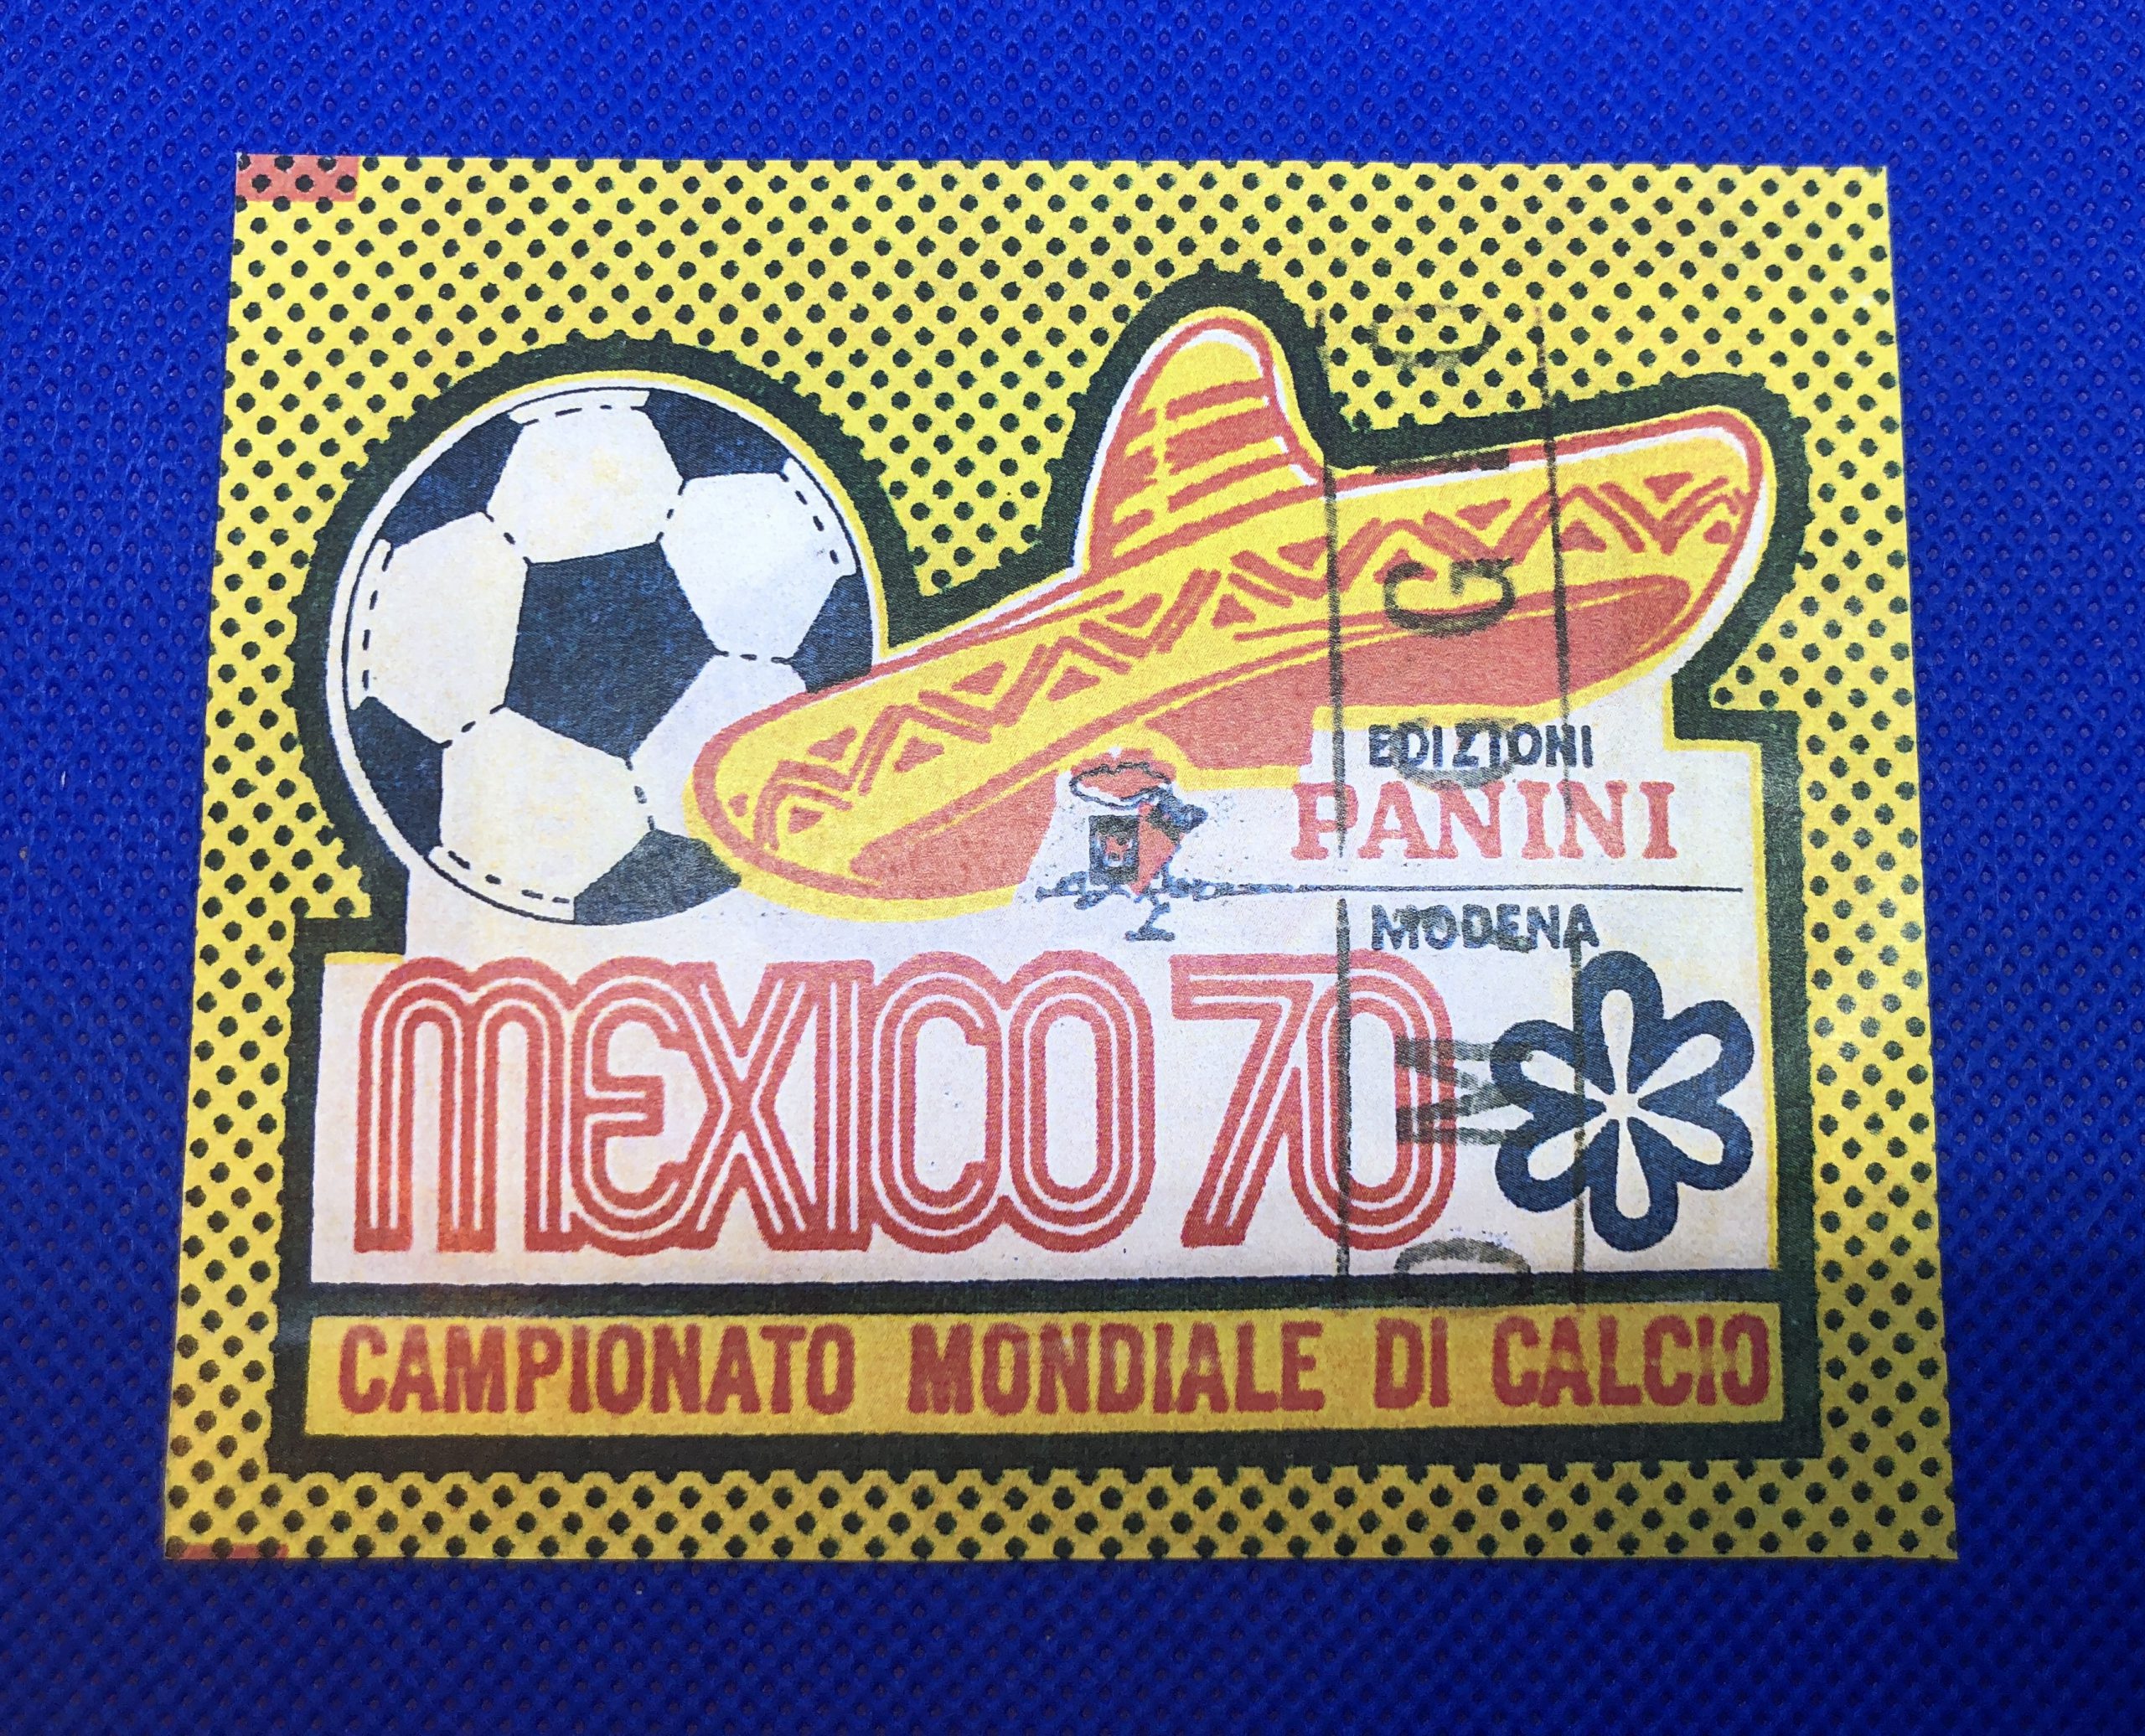 EDIZIONI
PANINI
MODENA
MEXICO 70
CAMPIONATO MONDIALE DI CALCIO